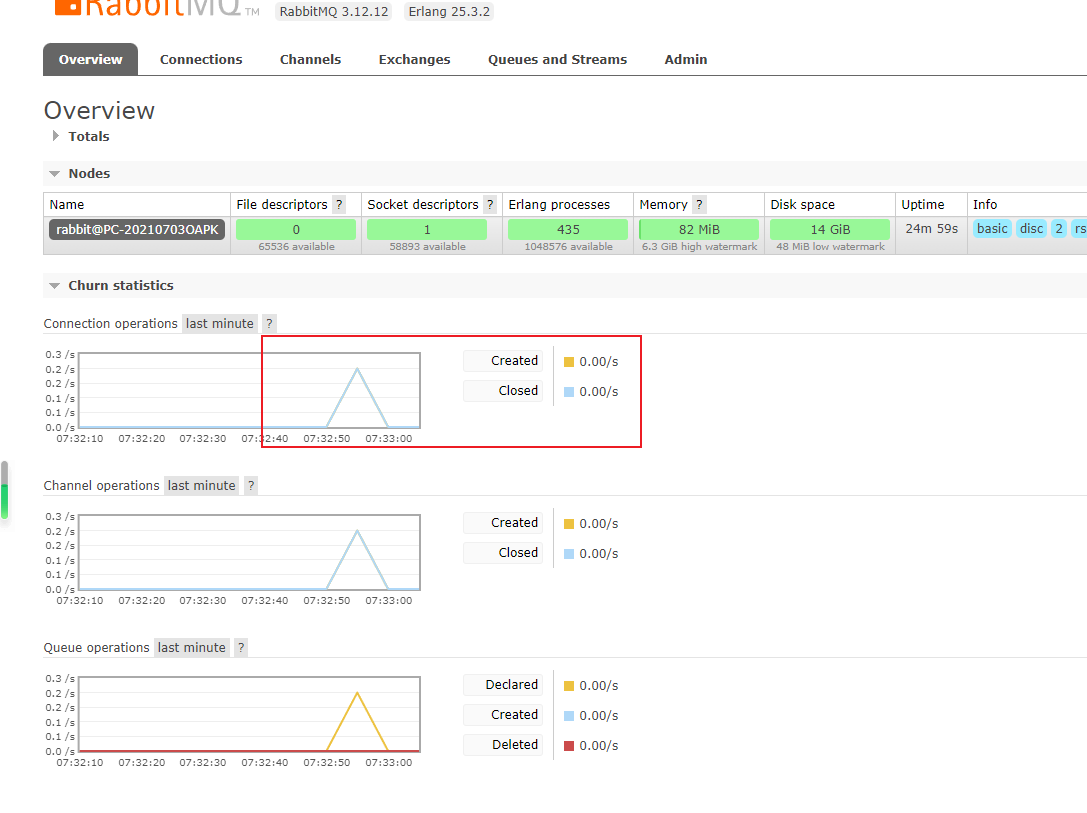 RabbitMQ TM RabbitMQ 3.12.12 Erlang 25.3.2
Overview Connections Channels Exchanges Queues and Streams Admin
Overview
Totals
Nodes
Name File descriptors ? Socket descriptors ? Erlang processes Memory ? Disk space Uptime Info
rabbit@PC-20210703OAPK 0 1 435 82 MiB 14 GiB 24m 59s basic disc 2 rs
65536 available 58893 available 1048576 available 6.3 GiB high watermark 48 MiB low watermark
Churn statistics
Connection operations last minute ?
0.3 /s
0.2 /s
0.2 /s
0.1 /s
0.1 /s
0.0 /s
07:32:10 07:32:20 07:32:30 07:32:40 07:32:50 07:33:00
Created 0.00/s
Closed 0.00/s
Channel operations last minute ?
0.3 /s
0.2 /s
0.2 /s
0.1 /s
0.1 /s
0.0 /s
07:32:10 07:32:20 07:32:30 07:32:40 07:32:50 07:33:00
Created 0.00/s
Closed 0.00/s
Queue operations last minute ?
0.3 /s
0.2 /s
0.2 /s
0.1 /s
0.1 /s
0.0 /s
07:32:10 07:32:20 07:32:30 07:32:40 07:32:50 07:33:00
Declared 0.00/s
Created 0.00/s
Deleted 0.00/s